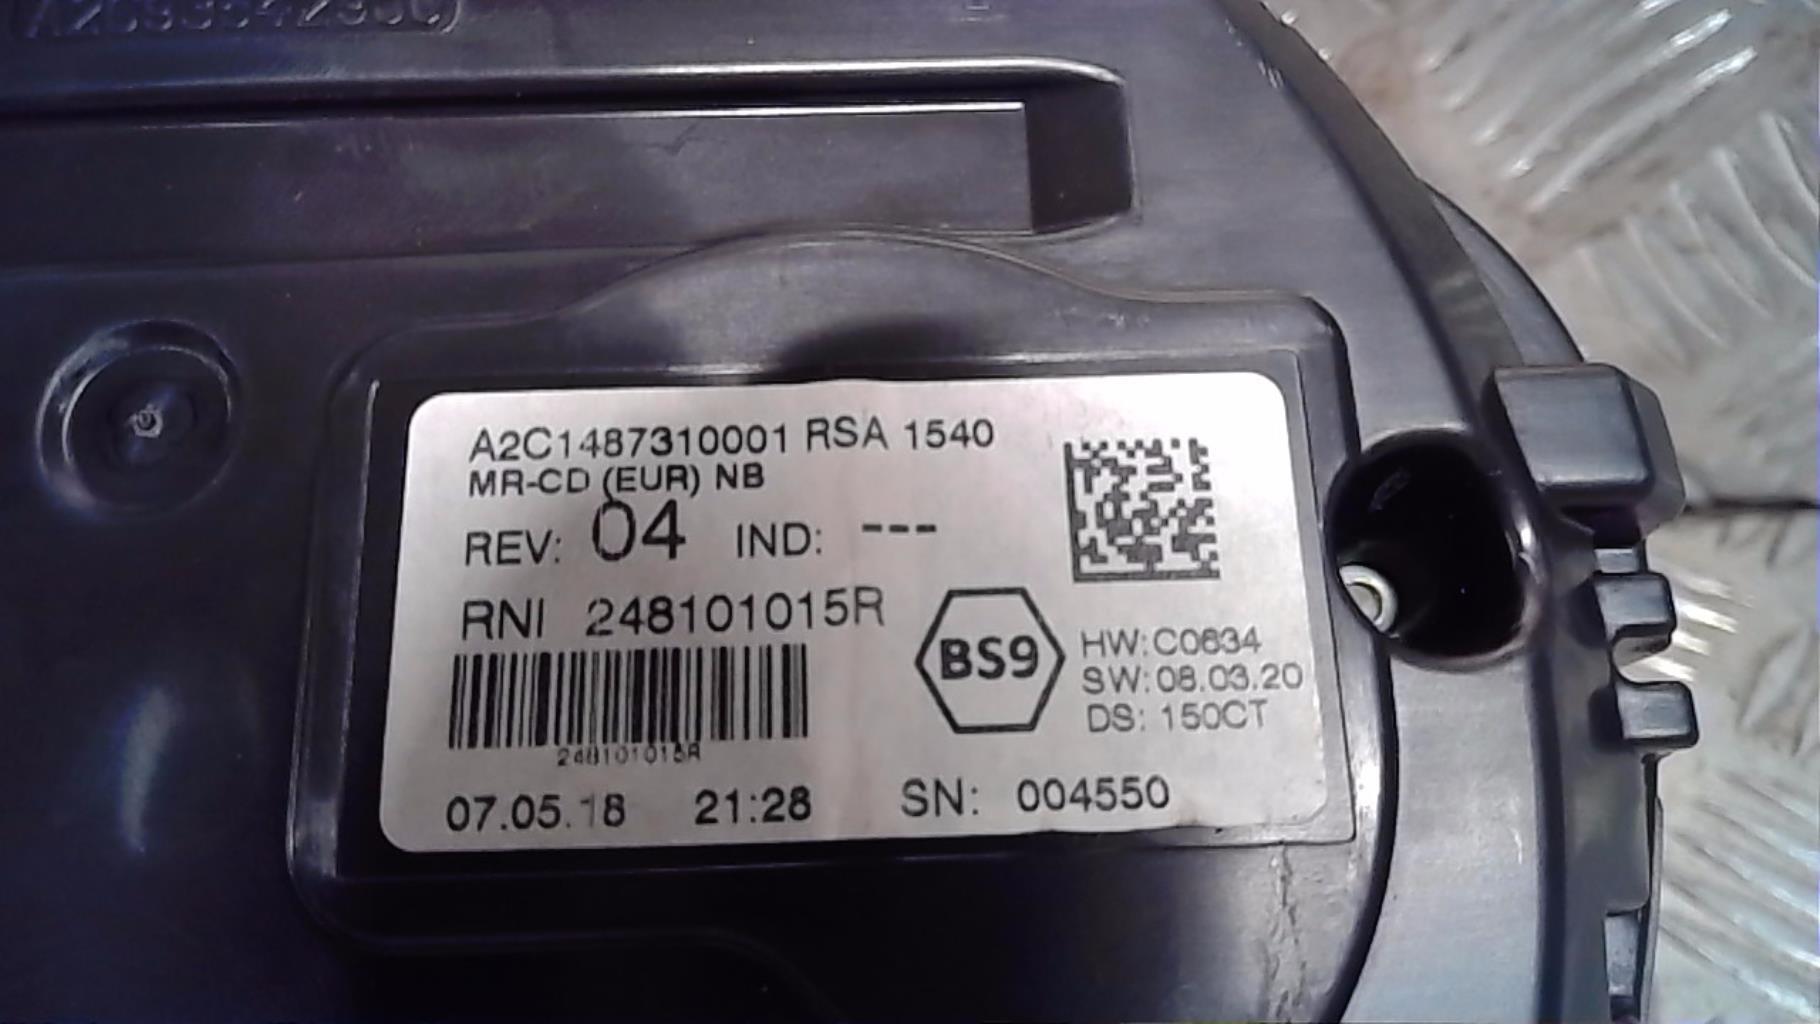 A2C1487310001 RSA 1540
MR-CD (EUR) NB
REV: 04 IND: ---
RNI 248101015R
BS9
HW:C0634
SW:08.03.20
DS: 150CT
248101015R
07.05.18 21:28 SN: 004550